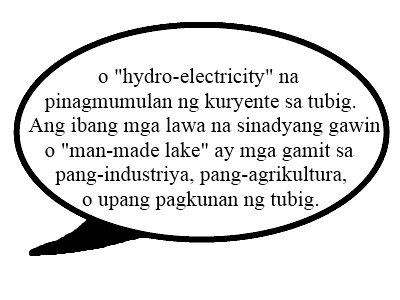 o "hydro-electricity" na
pinagmumulan ng kuryente sa tubig.
Ang ibang mga lawa na sinadyang gawin
o "man-made lake" ay mga gamit sa
pang-industriya, pang-agrikultura,
o upang pagkunan ng tubig.